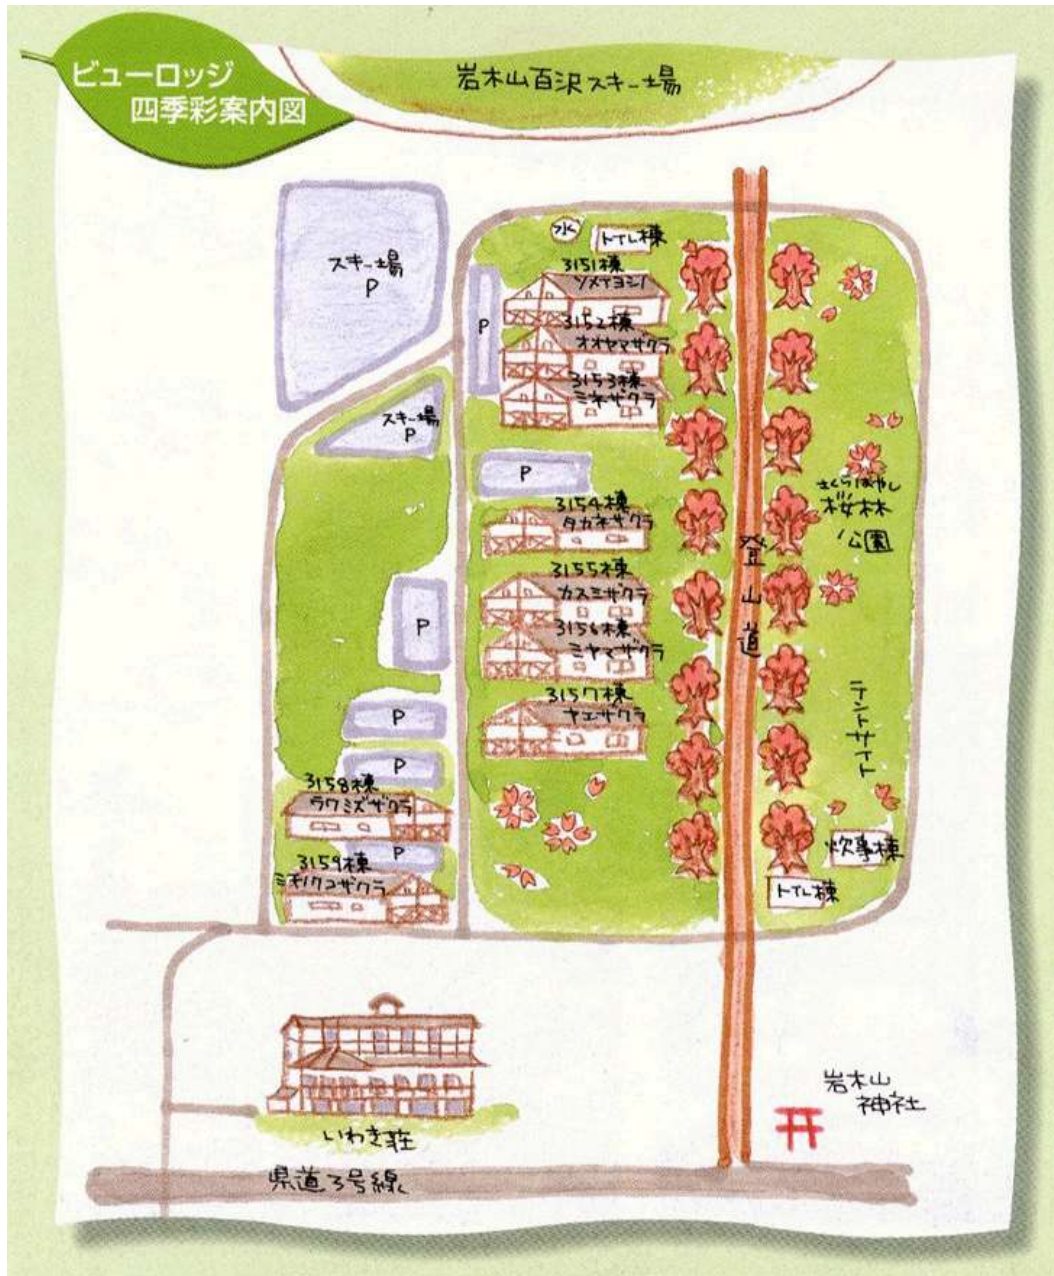 ビューロッジ
四季彩案内図
岩木山百沢スキー場
スキー場
P
スキー場
P
水
トイレ棟
3151棟
ソメイヨシノ
P
3152棟
オオヤマザクラ
3153棟
ミネザクラ
P
3154棟
タカネザクラ
3155棟
カスミザクラ
3156棟
ミヤマザクラ
3157棟
ヤエザクラ
P
P
P
3158棟
ウワミズザクラ
P
3159棟
ミチノクコザクラ
登山道
さくらばやし
桜林
公園
テントサイト
炊事棟
トイレ棟
いわき荘
岩木山
神社
県道3号線